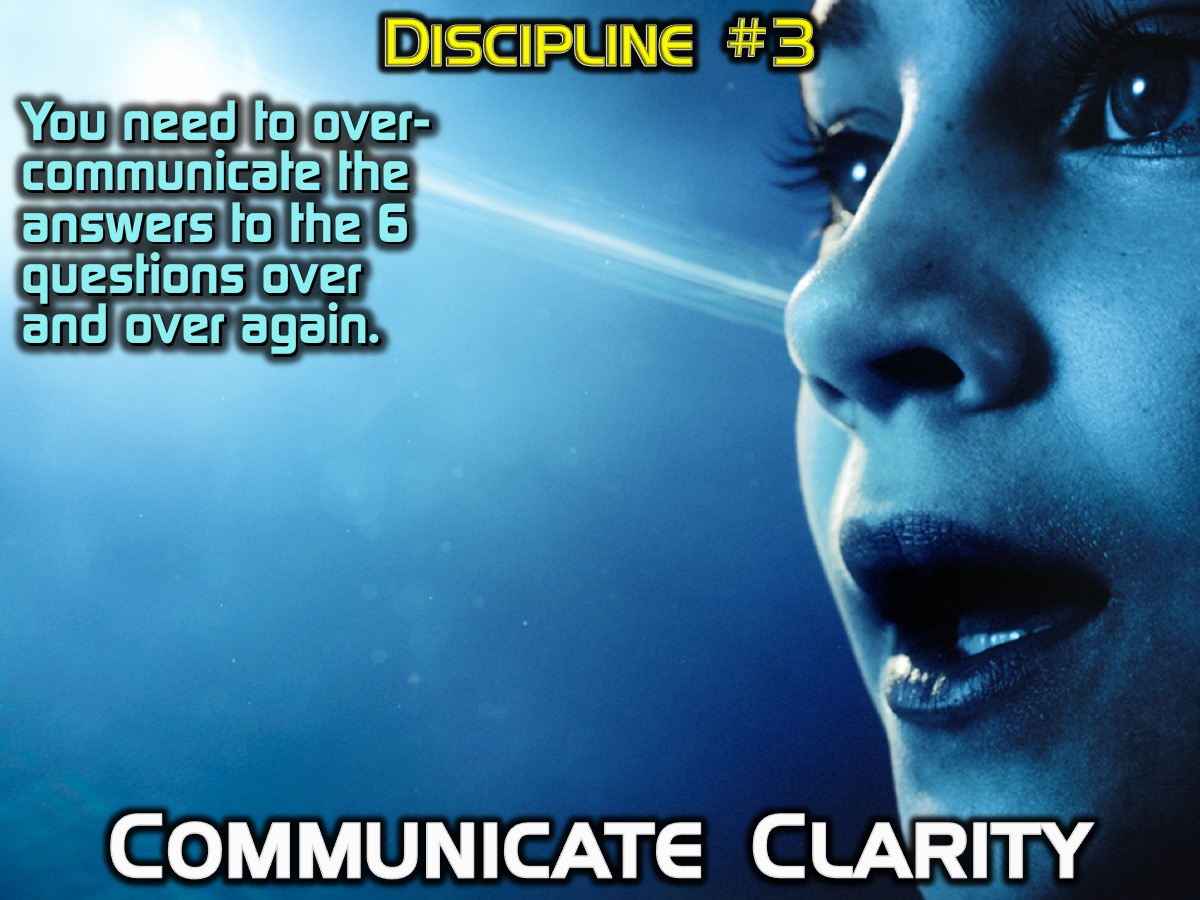 Discipline #3
You need to over-
communicate the
answers to the 6
questions over
and over again.
Communicate Clarity